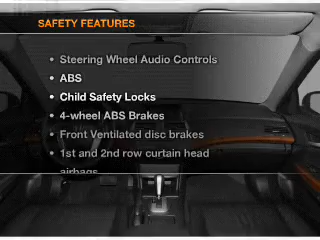 SAFETY FEATURES
• Steering Wheel Audio Controls
• ABS
• Child Safety Locks
• 4-wheel ABS Brakes
• Front Ventilated disc brakes
• 1st and 2nd row curtain head
airbags